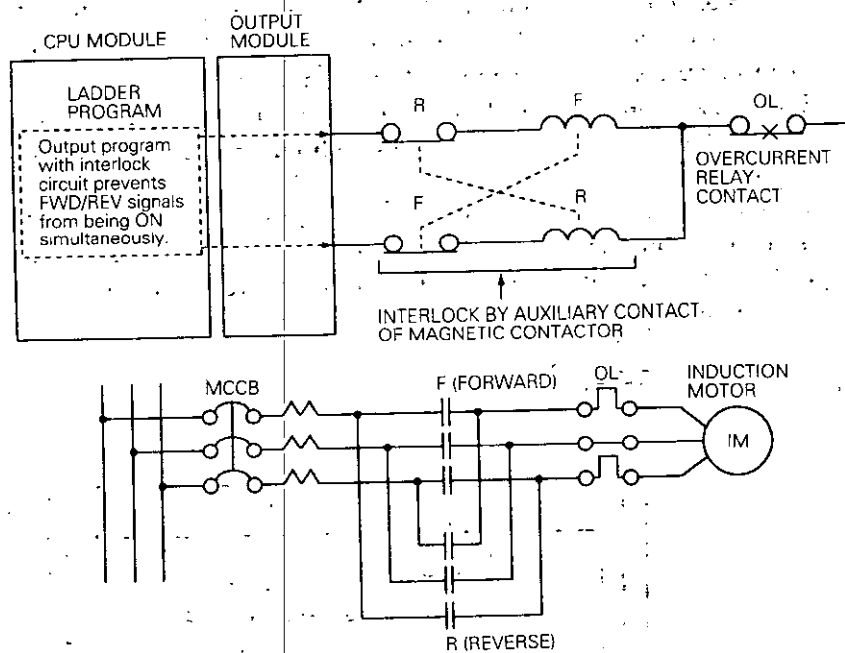 CPU MODULE
OUTPUT
MODULE
LADDER
PROGRAM
Output program
with interlock
circuit prevents
FWD/REV signals
from being ON
simultaneously.
R
F
OL
OVERCURRENT
RELAY
CONTACT
F
R
INTERLOCK BY AUXILIARY CONTACT
OF MAGNETIC CONTACTOR
MCCB
F (FORWARD)
OL
INDUCTION
MOTOR
IM
R (REVERSE)